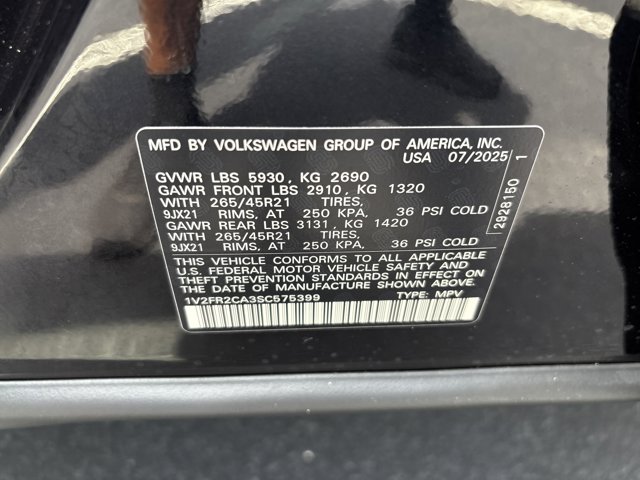 MFD BY VOLKSWAGEN GROUP OF AMERICA, INC.
USA 07/2025
GVWR LBS 5930, KG 2690
GAWR FRONT LBS 2910, KG 1320
WITH 265/45R21 TIRES,
9JX21 RIMS, AT 250 KPA, 36 PSI COLD
GAWR REAR LBS 3131, KG 1420
WITH 265/45R21 TIRES,
9JX21 RIMS, AT 250 KPA, 36 PSI COLD
THIS VEHICLE CONFORMS TO ALL APPLICABLE
U.S. FEDERAL MOTOR VEHICLE SAFETY AND
THEFT PREVENTION STANDARDS IN EFFECT ON
THE DATE OF MANUFACTURE SHOWN ABOVE.
1V2FR2CA3SC575399 TYPE: MPV
2928150 1